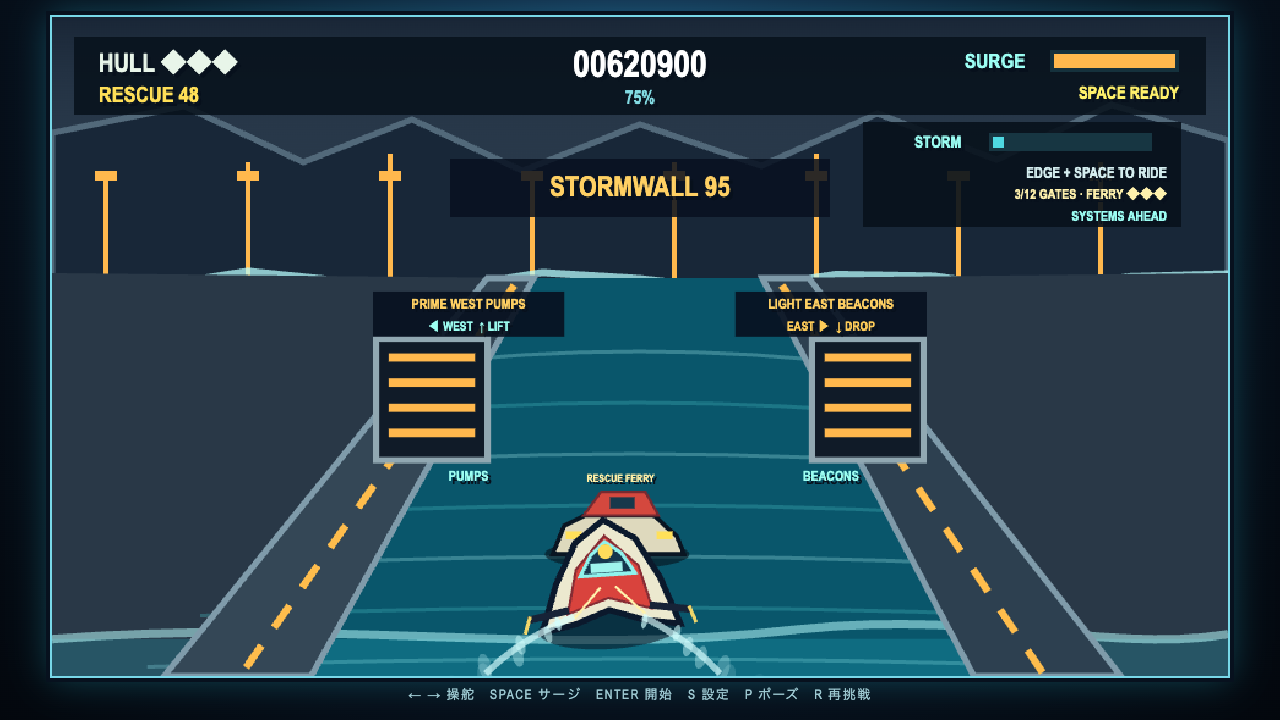 HULL
RESCUE 48
00620900
75%
SURGE
SPACE READY
STORM
EDGE + SPACE TO RIDE
3/12 GATES · FERRY ◆◆◆
SYSTEMS AHEAD
STORMWALL 95
PRIME WEST PUMPS
◀ WEST ↑ LIFT
LIGHT EAST BEACONS
EAST ▶ ↓ DROP
PUMPS
BEACONS
RESCUE FERRY
← → 操舵 SPACE サージ ENTER 開始 S 設定 P ポーズ R 再挑戦